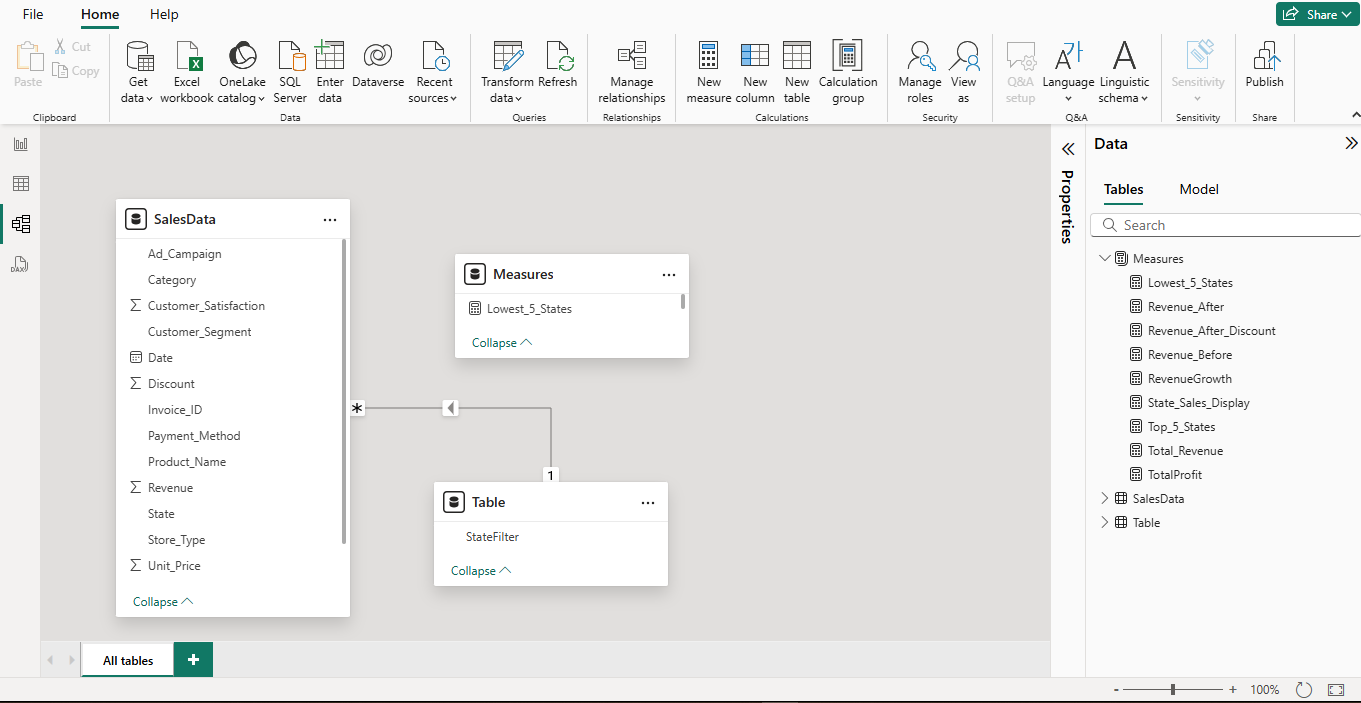 File Home Help Share
Cut
Copy
Paste
Clipboard
Get data
Excel workbook
OneLake catalog
SQL Server
Enter data
Dataverse
Recent sources
Data
Transform data
Refresh
Queries
Manage relationships
Relationships
New measure
New column
New table
Calculation group
Calculations
Manage roles
View as
Security
Q&A setup
Language
Linguistic schema
Q&A
Sensitivity
Sensitivity
Publish
Share
DAX
SalesData ...
Ad_Campaign
Category
Σ Customer_Satisfaction
Customer_Segment
Date
Σ Discount
Invoice_ID
Payment_Method
Product_Name
Σ Revenue
State
Store_Type
Σ Unit_Price
Collapse
Measures ...
Lowest_5_States
Collapse
*
1
Table ...
StateFilter
Collapse
Properties
Data
Tables Model
Search
Measures
Lowest_5_States
Revenue_After
Revenue_After_Discount
Revenue_Before
RevenueGrowth
State_Sales_Display
Top_5_States
Total_Revenue
TotalProfit
SalesData
Table
All tables +
- + 100%